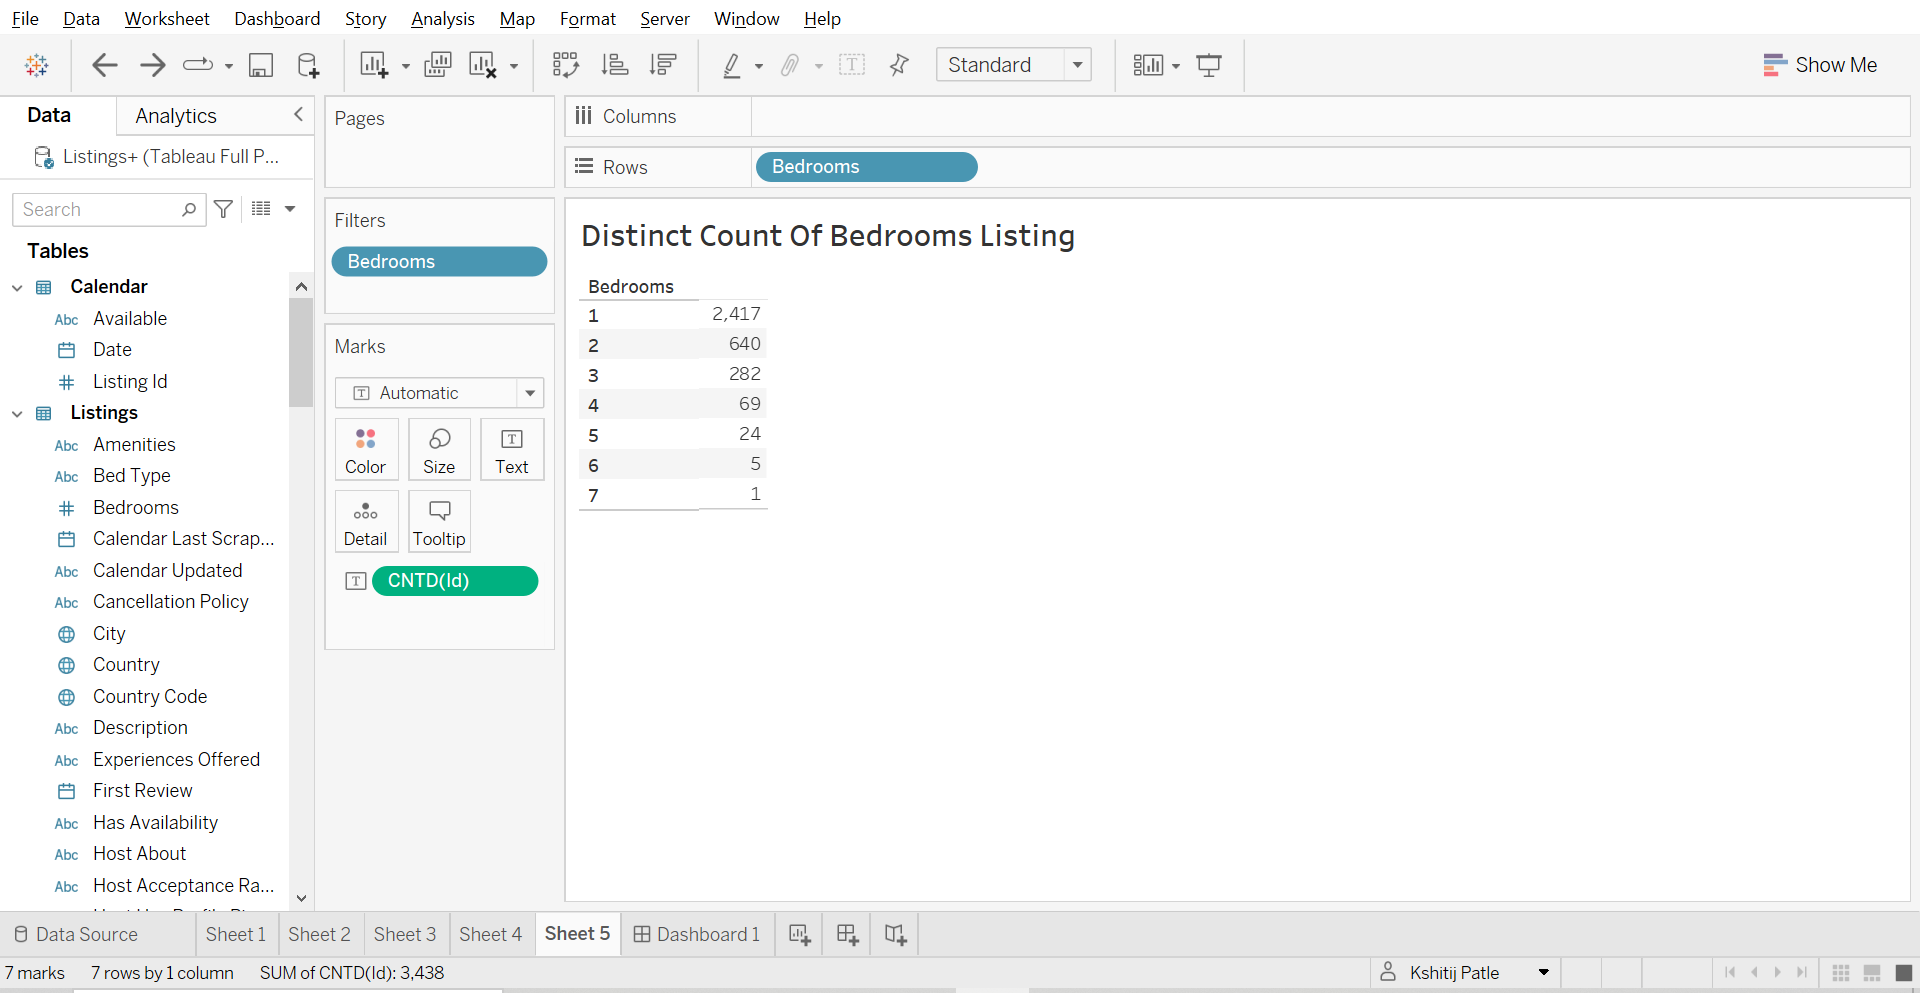 File Data Worksheet Dashboard Story Analysis Map Format Server Window Help
Standard
Show Me
Data Analytics
Listings+ (Tableau Full P...
Search
Tables
Calendar
Abc Available
Date
Listing Id
Listings
Abc Amenities
Abc Bed Type
Bedrooms
Calendar Last Scrap...
Abc Calendar Updated
Abc Cancellation Policy
City
Country
Country Code
Abc Description
Abc Experiences Offered
First Review
Abc Has Availability
Abc Host About
Abc Host Acceptance Ra...
Pages
Filters
Bedrooms
Marks
T Automatic
Color Size T Text
Detail Tooltip
T CNTD(Id)
Columns
Rows Bedrooms
Distinct Count Of Bedrooms Listing
Bedrooms
1 2,417
2 640
3 282
4 69
5 24
6 5
7 1
Data Source Sheet 1 Sheet 2 Sheet 3 Sheet 4 Sheet 5 Dashboard 1
7 marks 7 rows by 1 column SUM of CNTD(Id): 3,438
Kshitij Patle